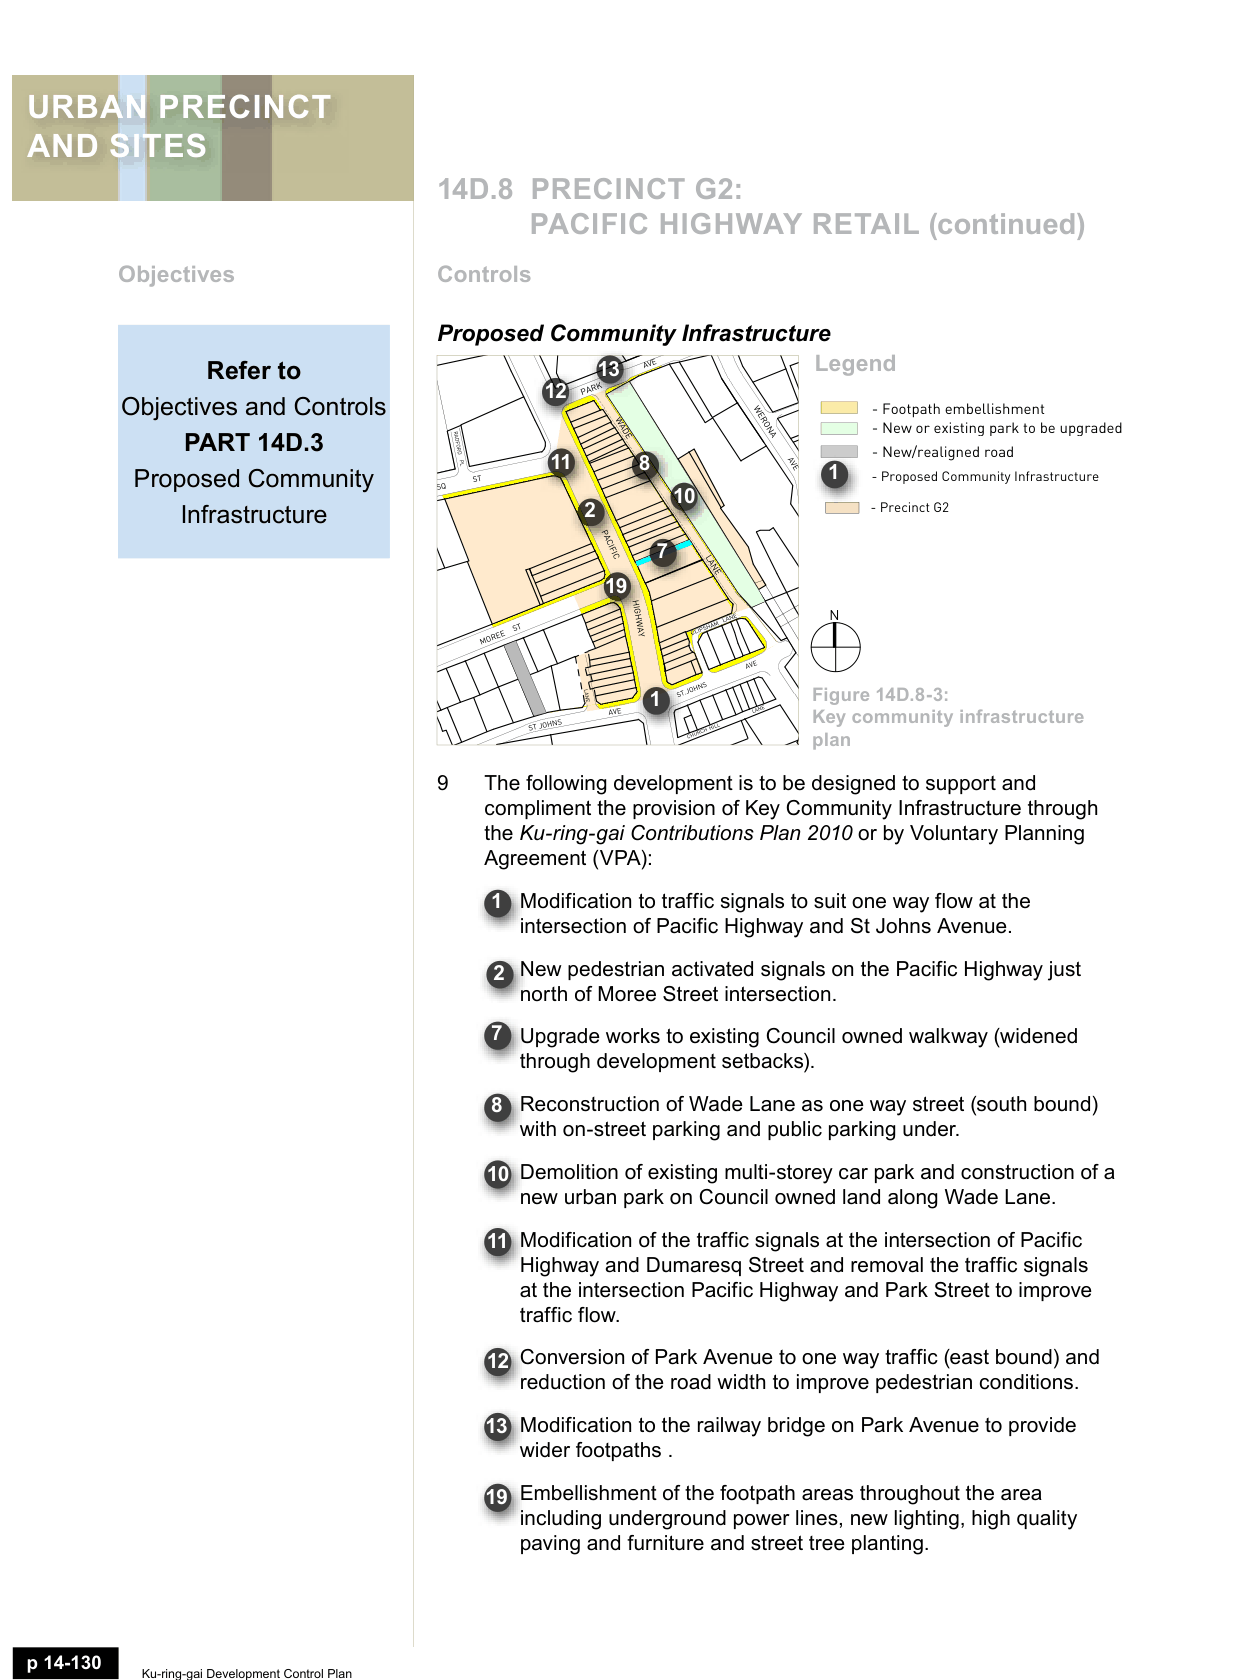 URBAN PRECINCT
AND SITES
14D.8 PRECINCT G2:
PACIFIC HIGHWAY RETAIL (continued)
Objectives
Controls
Refer to
Objectives and Controls
PART 14D.3
Proposed Community
Infrastructure
Proposed Community Infrastructure
13
AVE
12
PARK
WADE
WERONA
AVE
RADFORD PL
11
8
SQ ST
10
2
PACIFIC
7
LANE
19
HIGHWAY
MOREE ST
LANE
AVE
1
ST JOHNS
AVE
ST JOHNS
CHURCH HILL LANE
Legend
- Footpath embellishment
- New or existing park to be upgraded
- New/realigned road
1 - Proposed Community Infrastructure
- Precinct G2
N
Figure 14D.8-3:
Key community infrastructure
plan
9 The following development is to be designed to support and
compliment the provision of Key Community Infrastructure through
the Ku-ring-gai Contributions Plan 2010 or by Voluntary Planning
Agreement (VPA):
1 Modification to traffic signals to suit one way flow at the
intersection of Pacific Highway and St Johns Avenue.
2 New pedestrian activated signals on the Pacific Highway just
north of Moree Street intersection.
7 Upgrade works to existing Council owned walkway (widened
through development setbacks).
8 Reconstruction of Wade Lane as one way street (south bound)
with on-street parking and public parking under.
10 Demolition of existing multi-storey car park and construction of a
new urban park on Council owned land along Wade Lane.
11 Modification of the traffic signals at the intersection of Pacific
Highway and Dumaresq Street and removal the traffic signals
at the intersection Pacific Highway and Park Street to improve
traffic flow.
12 Conversion of Park Avenue to one way traffic (east bound) and
reduction of the road width to improve pedestrian conditions.
13 Modification to the railway bridge on Park Avenue to provide
wider footpaths .
19 Embellishment of the footpath areas throughout the area
including underground power lines, new lighting, high quality
paving and furniture and street tree planting.
p 14-130
Ku-ring-gai Development Control Plan